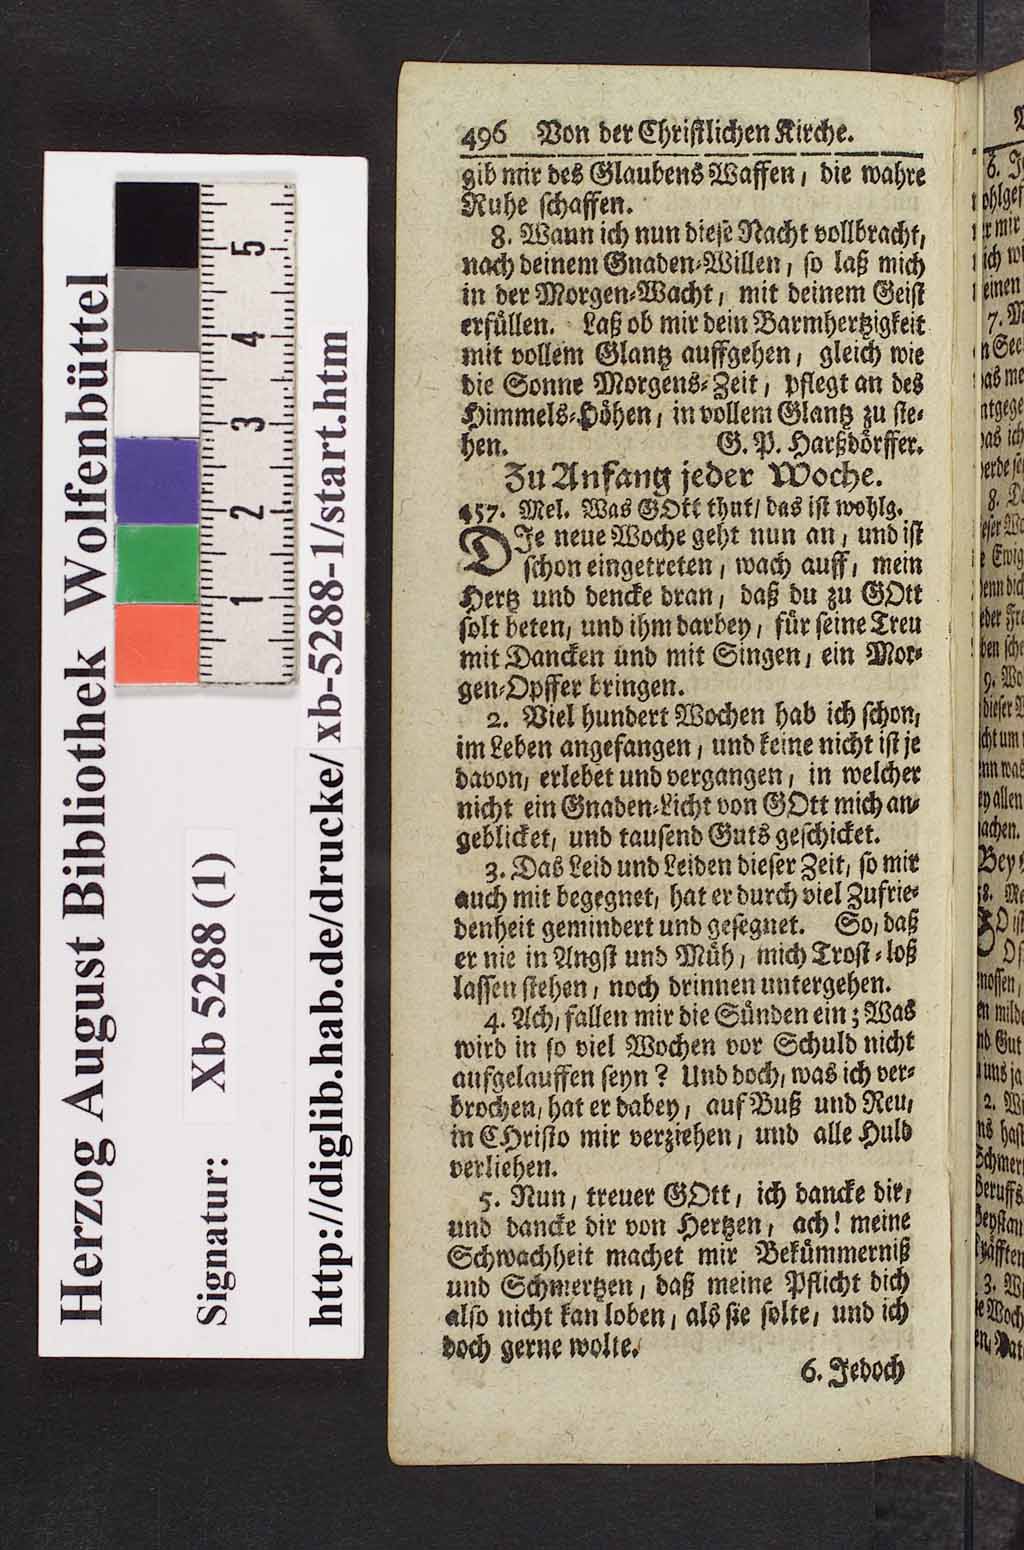 Herzog August Bibliothek Wolfenbüttel
Signatur: Xb 5288 (1)
http://diglib.hab.de/drucke/xb-5288-1/start.htm
1 2 3 4 5
496 Von der Christlichen Kirche.
gib mir des Glaubens Waffen, die wahre
Ruhe schaffen.
8. Wann ich nun diese Nacht vollbracht,
nach deinem Gnaden-Willen, so laß mich
in der Morgen-Wacht, mit deinem Geist
erfüllen. Laß ob mir dein Barmhertzigkeit
mit vollem Glantz auffgehen, gleich wie
die Sonne Morgens-Zeit, pflegt an des
Himmels-Höhen, in vollem Glantz zu ste-
hen. G. P. Harßdörffer.
Zu Anfang jeder Woche.
457. Mel. Was GOtt thut/ das ist wohlg.
DIe neue Woche geht nun an, und ist
schon eingetreten, wach auff, mein
Hertz und dencke dran, daß du zu GOtt
solt beten, und ihm darbey, für seine Treu
mit Dancken und mit Singen, ein Mor-
gen-Opffer bringen.
2. Viel hundert Wochen hab ich schon,
im Leben angefangen, und keine nicht ist je
davon, erlebet und vergangen, in welcher
nicht ein Gnaden-Licht von GOtt mich an-
geblicket, und tausend Guts geschicket.
3. Das Leid und Leiden dieser Zeit, so mir
auch mit begegnet, hat er durch viel Zufrie-
denheit gemindert und gesegnet. So, daß
er nie in Angst und Müh, mich Trost-loß
lassen stehen, noch drinnen untergehen.
4. Ach, fallen mir die Sünden ein; Was
wird in so viel Wochen vor Schuld nicht
aufgelauffen seyn? Und doch, was ich ver-
brochen, hat er dabey, auf Buß und Reu,
in CHristo mir verziehen, und alle Huld
verliehen.
5. Nun, treuer GOtt, ich dancke dir,
und dancke dir von Hertzen, ach! meine
Schwachheit machet mir Bekümmerniß
und Schmertzen, daß meine Pflicht dich
also nicht kan loben, als sie solte, und ich
doch gerne wolte.
6. Jedoch